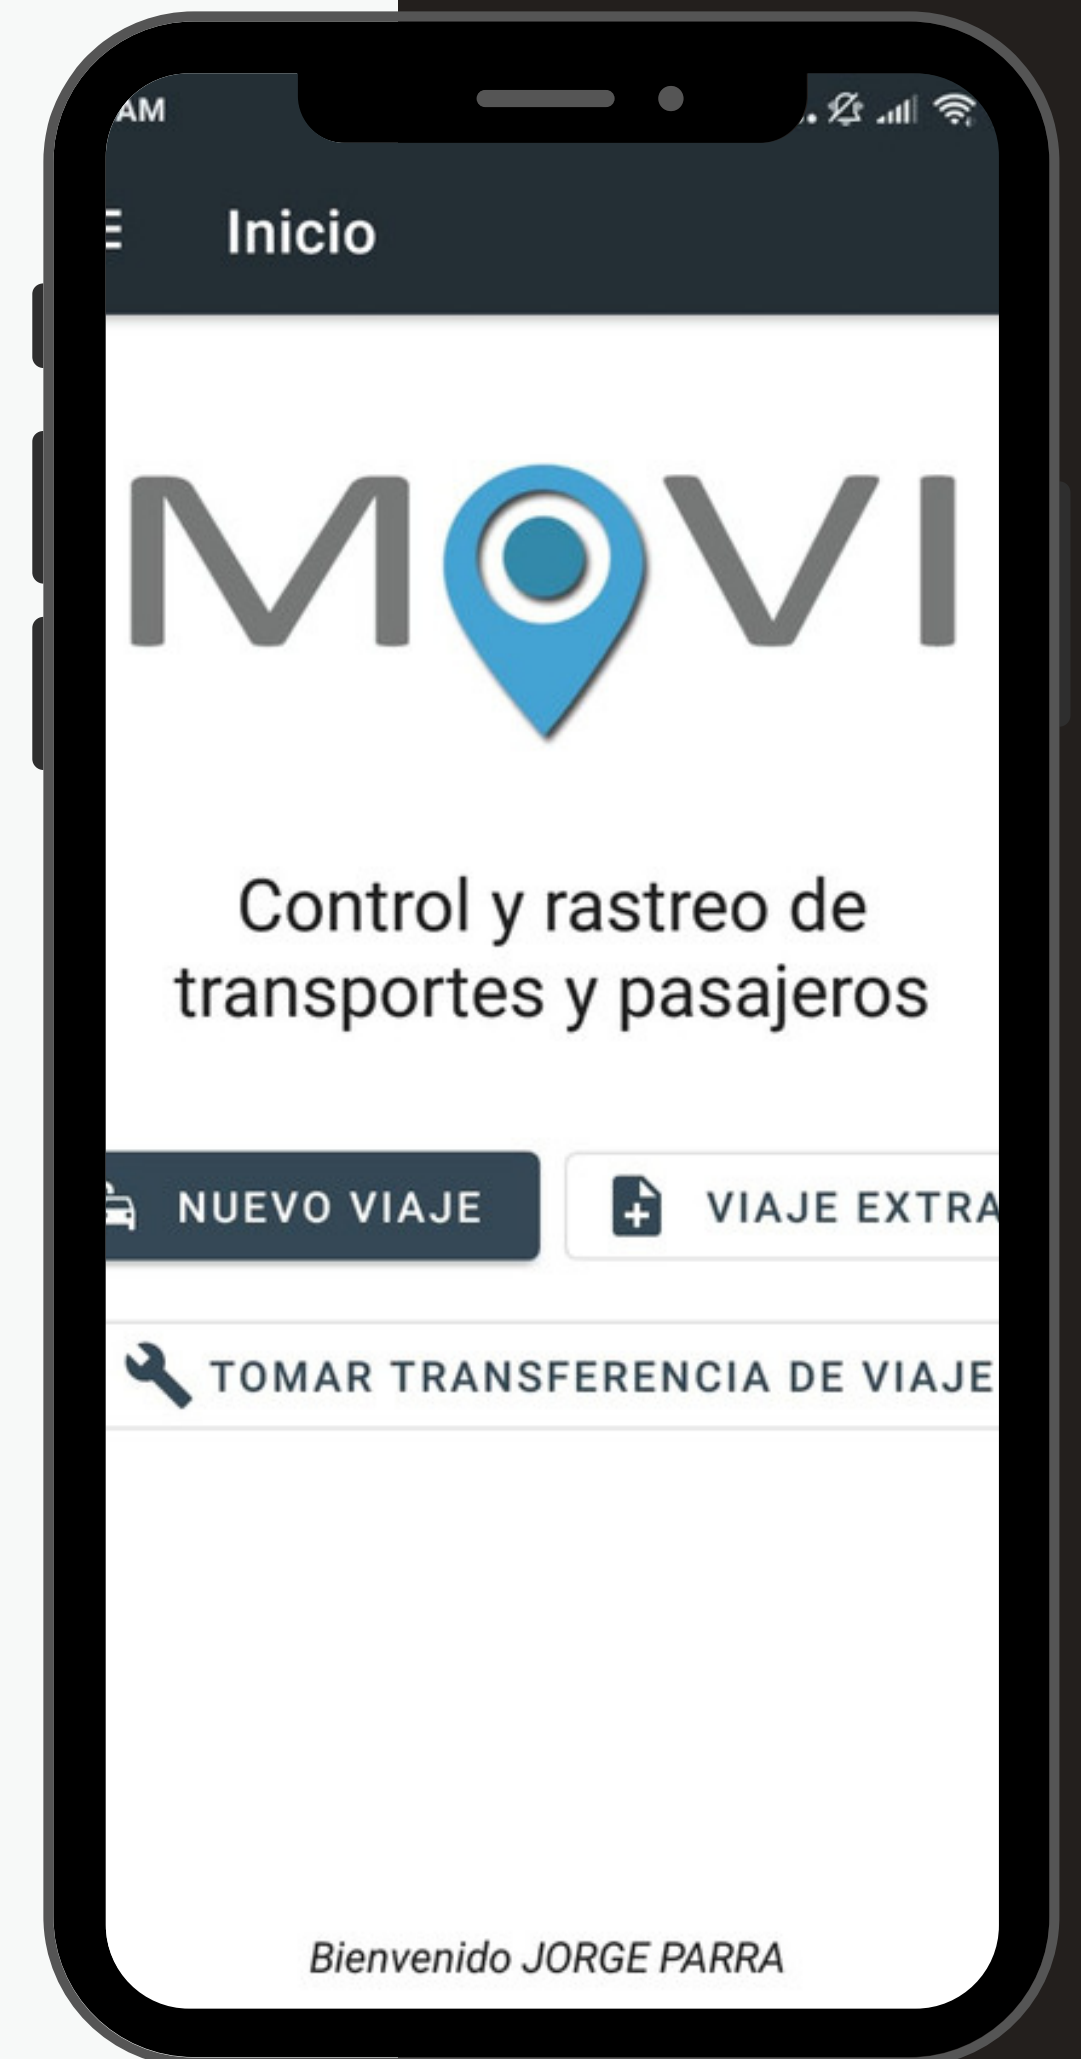 AM
Inicio
MOVI
Control y rastreo de
transportes y pasajeros
NUEVO VIAJE
VIAJE EXTRA
TOMAR TRANSFERENCIA DE VIAJE
Bienvenido JORGE PARRA